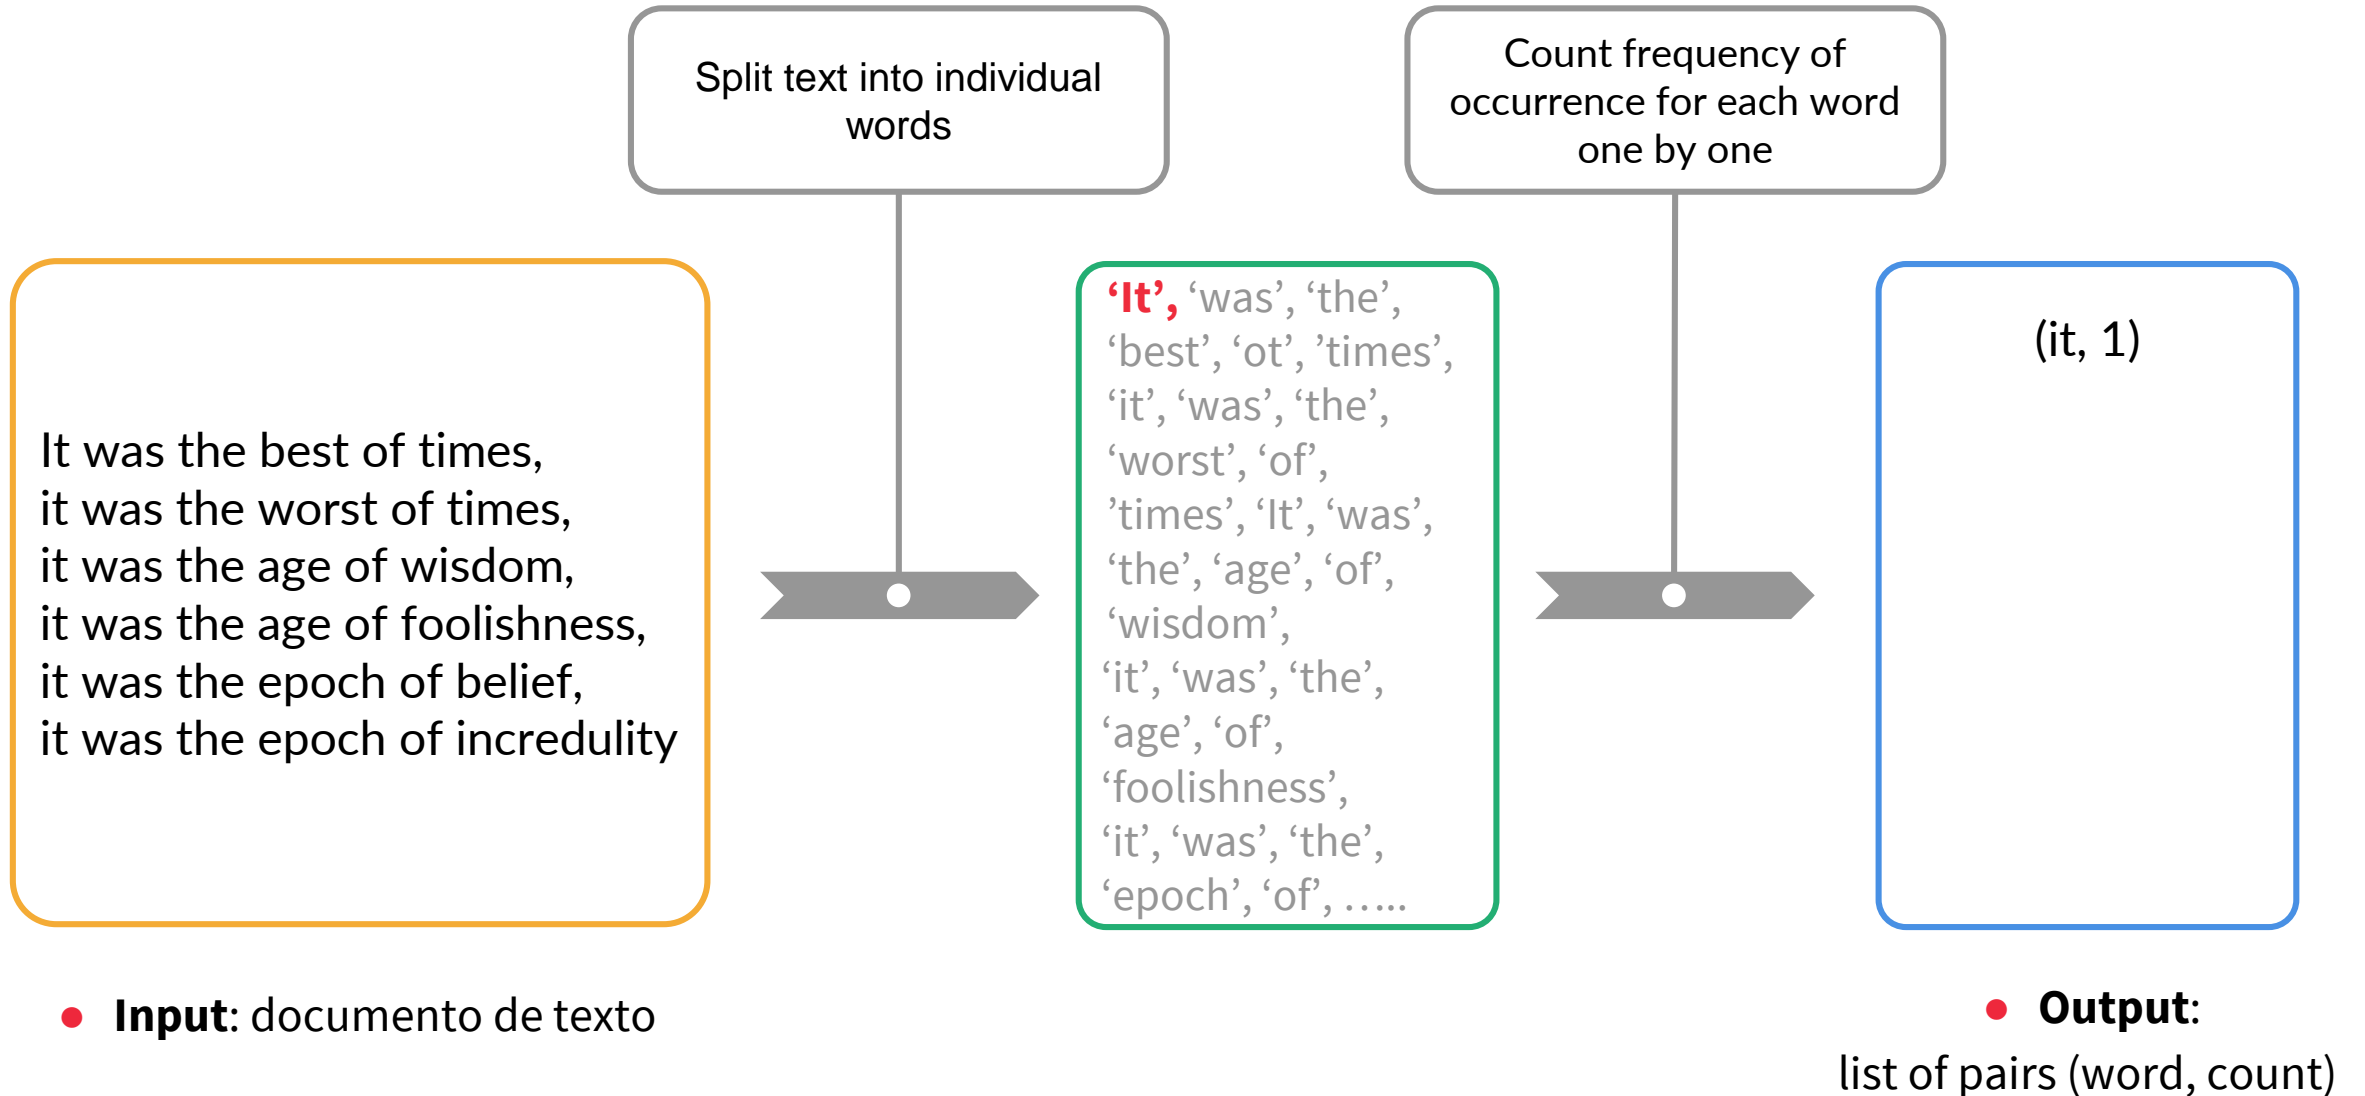 Split text into individual
words
Count frequency of
occurrence for each word
one by one
It was the best of times,
it was the worst of times,
it was the age of wisdom,
it was the age of foolishness,
it was the epoch of belief,
it was the epoch of incredulity
‘It’, ‘was’, ‘the’,
‘best’, ‘ot’, ’times’,
‘it’, ‘was’, ‘the’,
‘worst’, ‘of’,
’times’, ‘It’, ‘was’,
‘the’, ‘age’, ‘of’,
‘wisdom’,
‘it’, ‘was’, ‘the’,
‘age’, ‘of’,
‘foolishness’,
‘it’, ‘was’, ‘the’,
‘epoch’, ‘of’, …..
(it, 1)
● Input: documento de texto
● Output:
list of pairs (word, count)